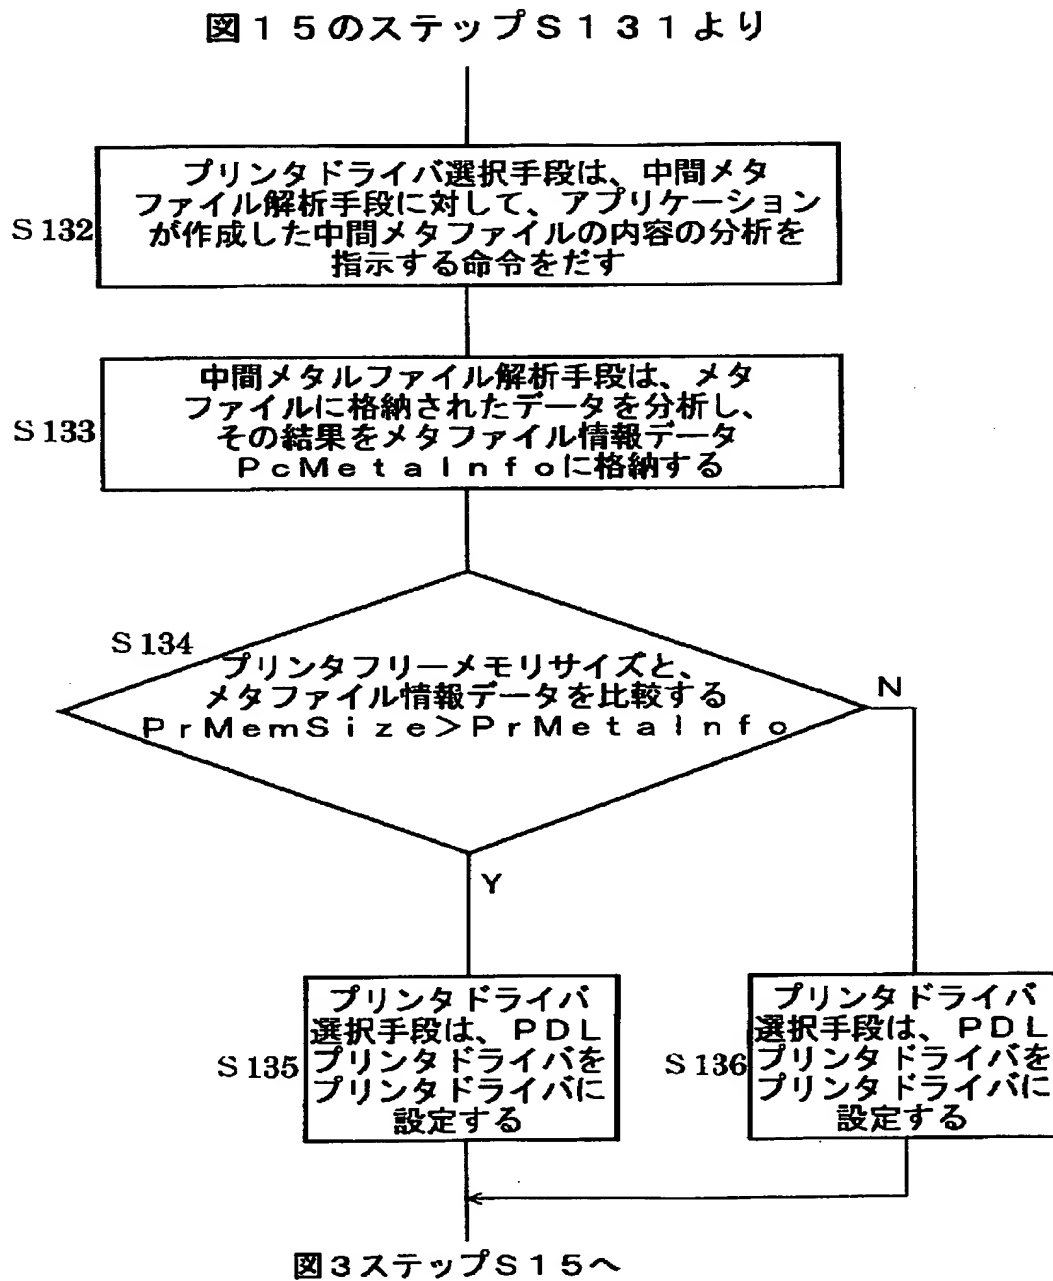 図１５のステップＳ１３１より
プリンタドライバ選択手段は、中間メタ
ファイル解析手段に対して、アプリケーション
が作成した中間メタファイルの内容の分析を
指示する命令をだす
Ｓ132
中間メタルファイル解析手段は、メタ
ファイルに格納されたデータを分析し、
その結果をメタファイル情報データ
ＰｃＭｅｔａＩｎｆｏに格納する
Ｓ133
Ｓ134
プリンタフリーメモリサイズと、
メタファイル情報データを比較する
ＰｒＭｅｍＳｉｚｅ＞ＰｒＭｅｔａＩｎｆｏ
Ｎ
Ｙ
プリンタドライバ
選択手段は、ＰＤＬ
プリンタドライバを
プリンタドライバに
設定する
Ｓ135
プリンタドライバ
選択手段は、ＰＤＬ
プリンタドライバを
プリンタドライバに
設定する
Ｓ136
図３ステップＳ１５へ